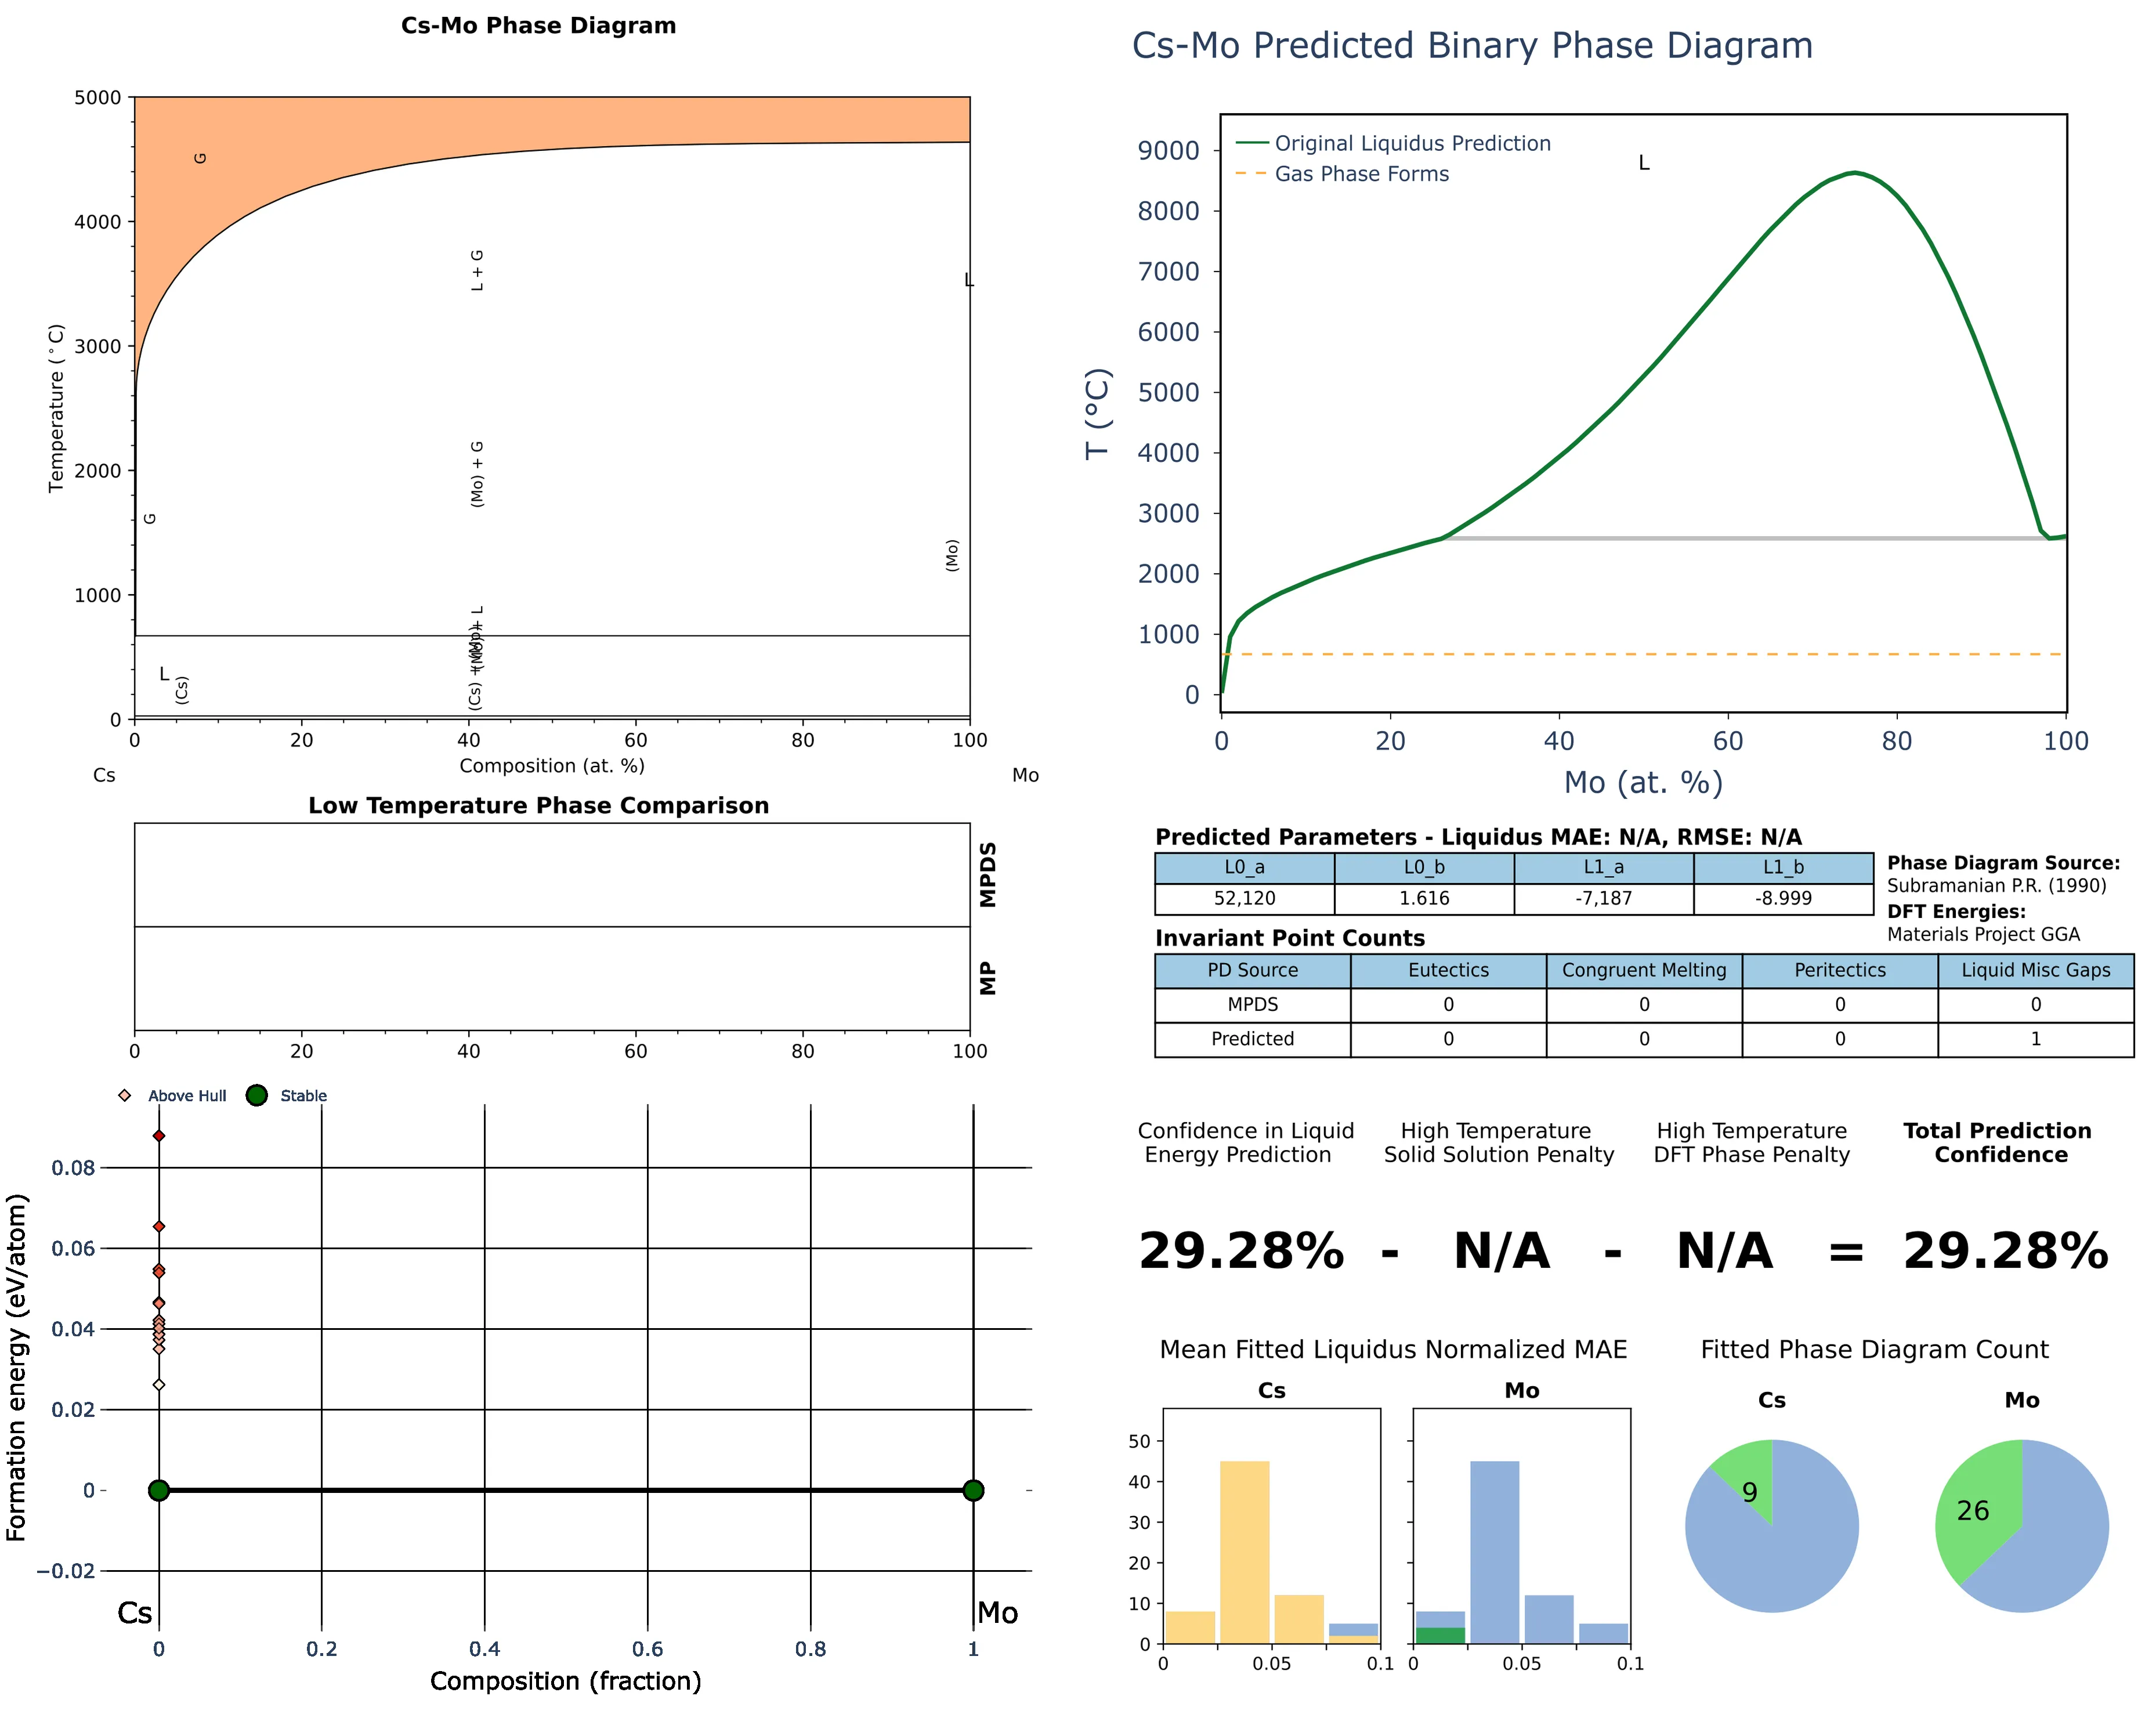 Cs-Mo Phase Diagram
5000
4000
3000
2000
1000
0
Temperature (°C)
G
G
L + G
(Mo) + G
(Mo) + L
(Cs) + (Mo)
L
(Cs)
L
(Mo)
0 20 40 60 80 100
Composition (at. %)
Cs Mo
Low Temperature Phase Comparison
MPDS
MP
0 20 40 60 80 100
Above Hull Stable
Formation energy (eV/atom)
0.08
0.06
0.04
0.02
0
−0.02
Cs Mo
0 0.2 0.4 0.6 0.8 1
Composition (fraction)
Cs-Mo Predicted Binary Phase Diagram
Original Liquidus Prediction
Gas Phase Forms
L
T (°C)
9000
8000
7000
6000
5000
4000
3000
2000
1000
0
0 20 40 60 80 100
Mo (at. %)
Predicted Parameters - Liquidus MAE: N/A, RMSE: N/A
L0_a L0_b L1_a L1_b
52,120 1.616 -7,187 -8.999
Phase Diagram Source:
Subramanian P.R. (1990)
DFT Energies:
Materials Project GGA
Invariant Point Counts
PD Source Eutectics Congruent Melting Peritectics Liquid Misc Gaps
MPDS 0 0 0 0
Predicted 0 0 0 1
Confidence in Liquid
Energy Prediction
High Temperature
Solid Solution Penalty
High Temperature
DFT Phase Penalty
Total Prediction
Confidence
29.28% - N/A - N/A = 29.28%
Mean Fitted Liquidus Normalized MAE
Cs Mo
50
40
30
20
10
0
0 0.05 0.1
0 0.05 0.1
Fitted Phase Diagram Count
Cs Mo
9 26